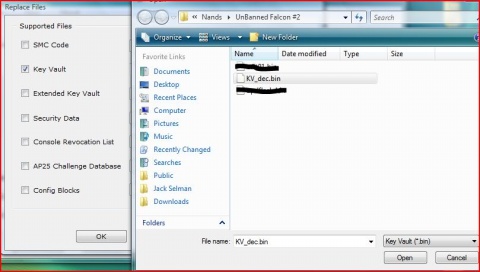 Replace Files
Supported Files
SMC Code
Key Vault
Extended Key Vault
Security Data
Console Revocation List
AP25 Challenge Database
Config Blocks
OK
Nands
UnBanned Falcon #2
Organize
Views
New Folder
Favorite Links
Documents
Desktop
Recent Places
Computer
Pictures
Music
Recently Changed
Searches
Public
Jack Selman
Downloads
Folders
Name
Date modified
Type
Size
KV_dec.bin
File name:
KV_dec.bin
Key Vault (*.bin)
Open
Cancel